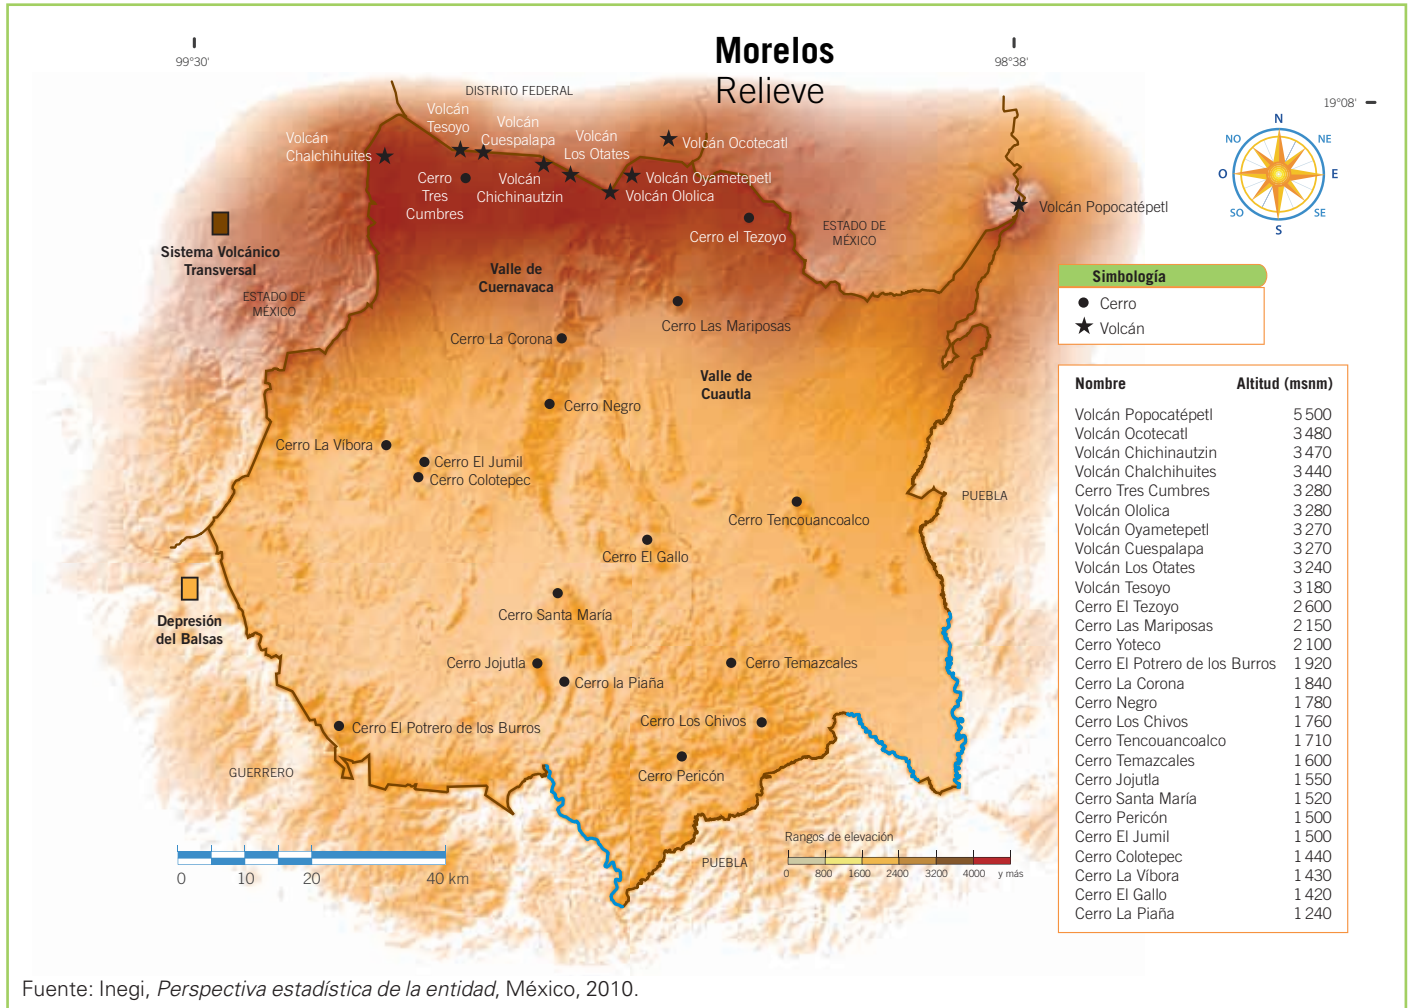 Morelos
Relieve
99°30'
98°38'
19°08'
DISTRITO FEDERAL
Volcán
Tesoyo
Volcán
Cuespalapa
Volcán
Los Otates
Volcán Ocotecatl
Volcán
Chalchihuites
Cerro
Tres
Cumbres
Volcán
Chichinautzin
Volcán Oyametepetl
Volcán Ololica
Cerro el Tezoyo
ESTADO DE
MÉXICO
Volcán Popocatépetl
N
NO
NE
O
E
SO
SE
S
Sistema Volcánico
Transversal
ESTADO DE
MÉXICO
Valle de
Cuernavaca
Cerro Las Mariposas
Cerro La Corona
Valle de
Cuautla
Cerro Negro
Cerro La Víbora
Cerro El Jumil
Cerro Colotepec
PUEBLA
Cerro Tencouancoalco
Cerro El Gallo
Depresión
del Balsas
Cerro Santa María
Cerro Jojutla
Cerro la Piaña
Cerro Temazcales
Cerro Los Chivos
Cerro El Potrero de los Burros
Cerro Pericón
GUERRERO
PUEBLA
0 10 20 40 km
Rangos de elevación
0 800 1600 2400 3200 4000 y más
Simbología
Cerro
Volcán
Nombre Altitud (msnm)
Volcán Popocatépetl 5 500
Volcán Ocotecatl 3 480
Volcán Chichinautzin 3 470
Volcán Chalchihuites 3 440
Cerro Tres Cumbres 3 280
Volcán Ololica 3 280
Volcán Oyametepetl 3 270
Volcán Cuespalapa 3 270
Volcán Los Otates 3 240
Volcán Tesoyo 3 180
Cerro El Tezoyo 2 600
Cerro Las Mariposas 2 150
Cerro Yoteco 2 100
Cerro El Potrero de los Burros 1 920
Cerro La Corona 1 840
Cerro Negro 1 780
Cerro Los Chivos 1 760
Cerro Tencouancoalco 1 710
Cerro Temazcales 1 600
Cerro Jojutla 1 550
Cerro Santa María 1 520
Cerro Pericón 1 500
Cerro El Jumil 1 500
Cerro Colotepec 1 440
Cerro La Víbora 1 430
Cerro El Gallo 1 420
Cerro La Piaña 1 240
Fuente: Inegi, Perspectiva estadística de la entidad, México, 2010.